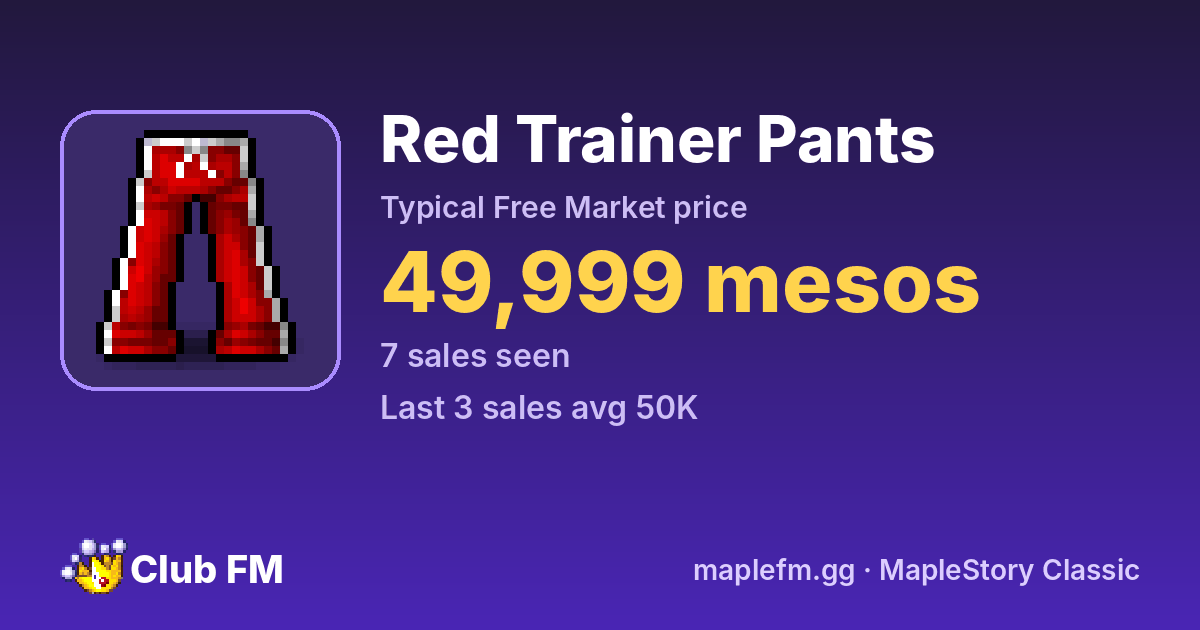 Red Trainer Pants
Typical Free Market price
49,999 mesos
7 sales seen
Last 3 sales avg 50K
Club FM
maplefm.gg · MapleStory Classic